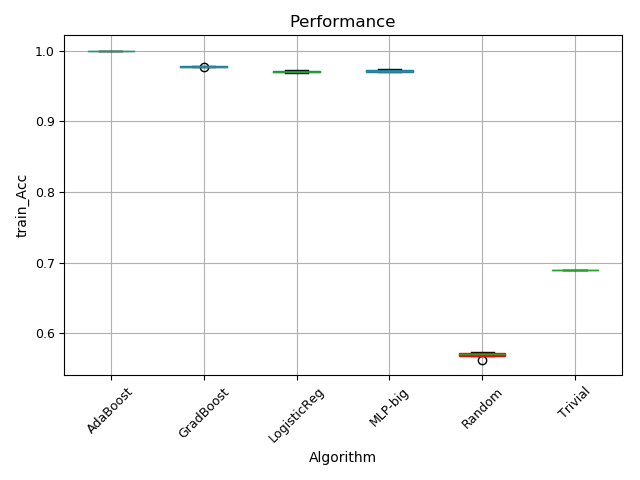 Performance
train_Acc
1.0
0.9
0.8
0.7
0.6
AdaBoost
GradBoost
LogisticReg
MLP-big
Random
Trivial
Algorithm